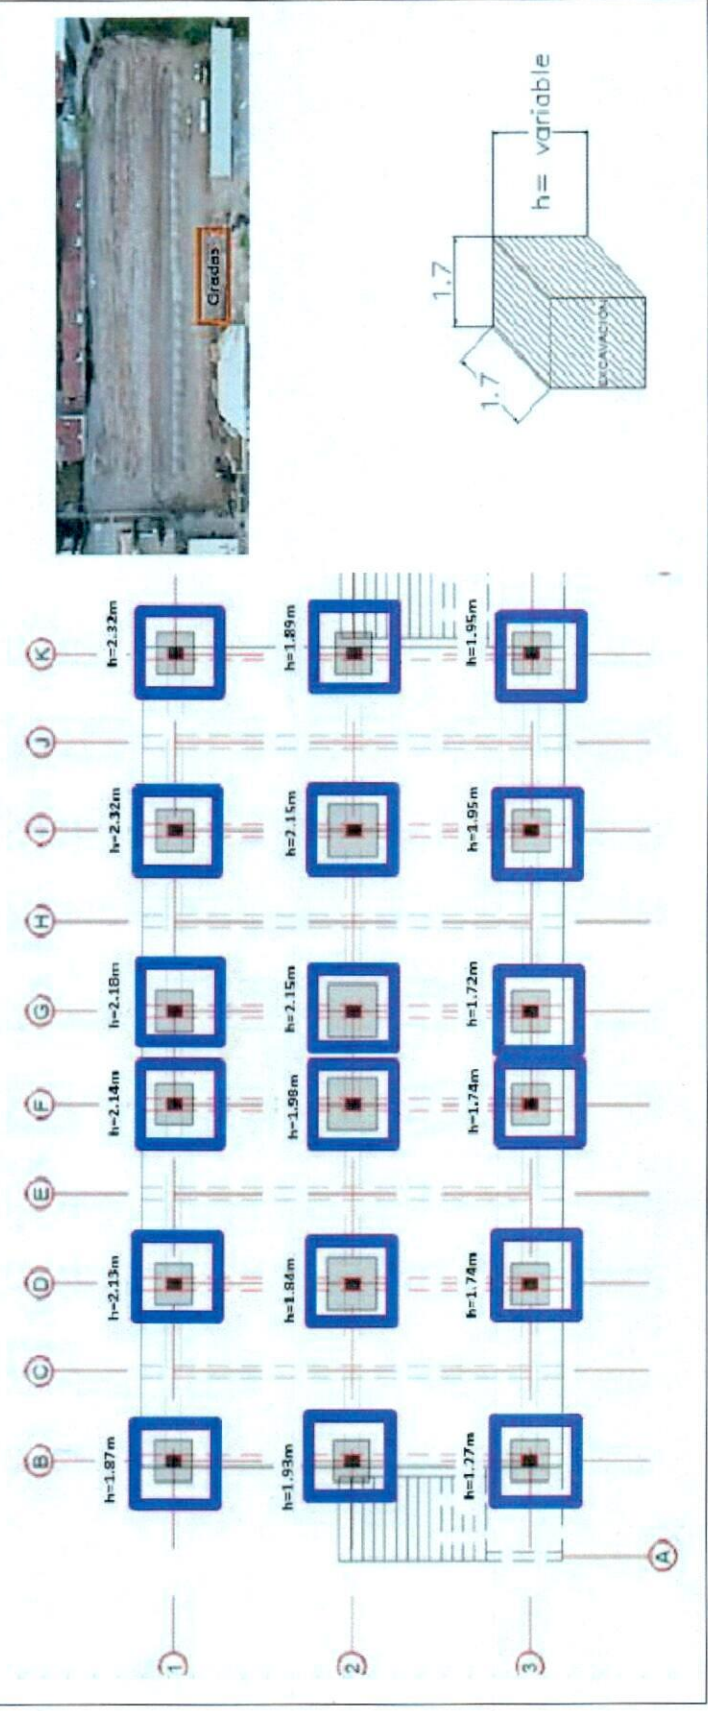 B
C
D
E
F
G
H
I
J
K
h=1.87m
h=2.13m
h=2.14m
h=2.18m
h=2.32m
h=2.32m
h=1.93m
h=1.84m
h=1.98m
h=2.15m
h=2.15m
h=1.89m
h=1.27m
h=1.74m
h=1.74m
h=1.72m
h=1.95m
h=1.95m
1
2
3
A
Gradas
1.7
1.7
h= variable
EXCAVACION